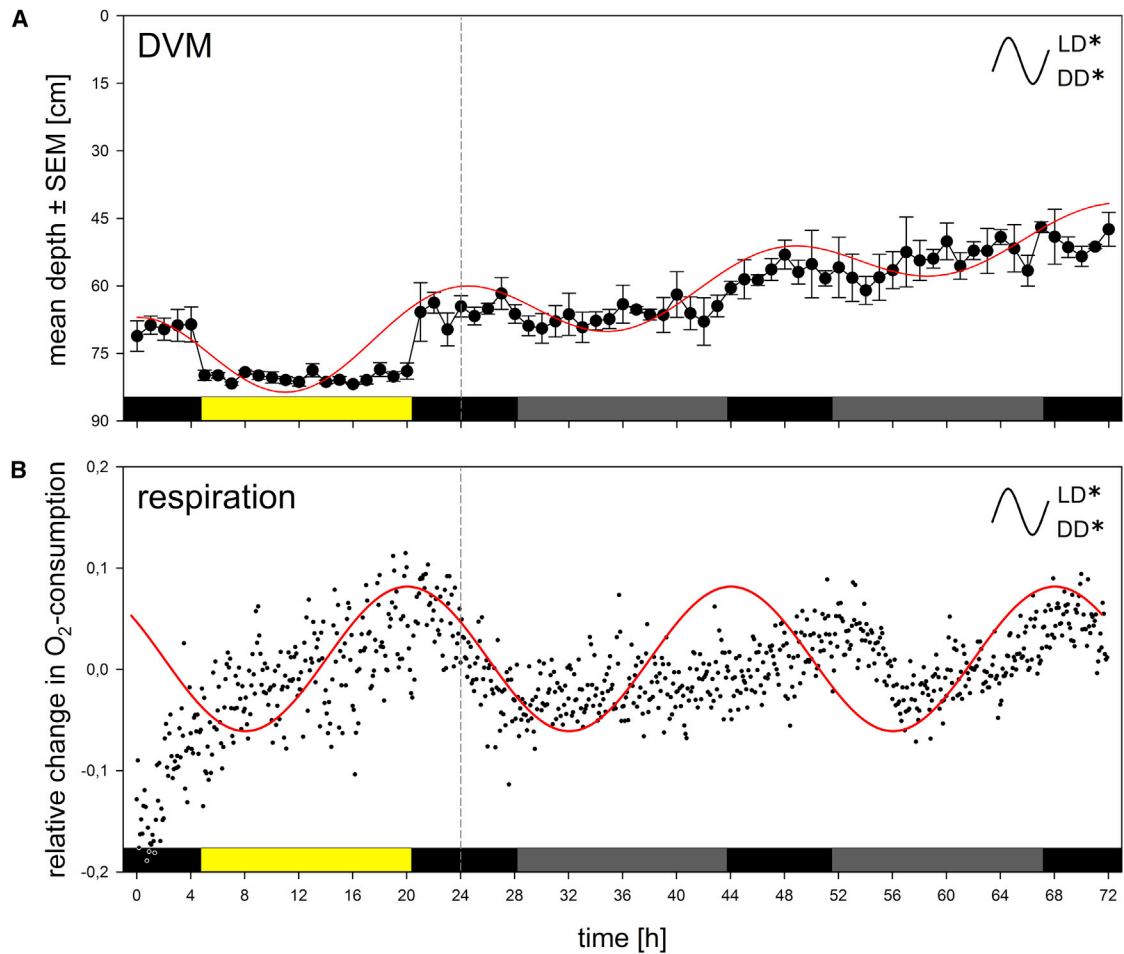 A
DVM
LD*
DD*
mean depth ± SEM [cm]
0
15
30
45
60
75
90
B
respiration
LD*
DD*
relative change in O₂-consumption
0,2
0,1
0,0
-0,1
-0,2
0 4 8 12 16 20 24 28 32 36 40 44 48 52 56 60 64 68 72
time [h]